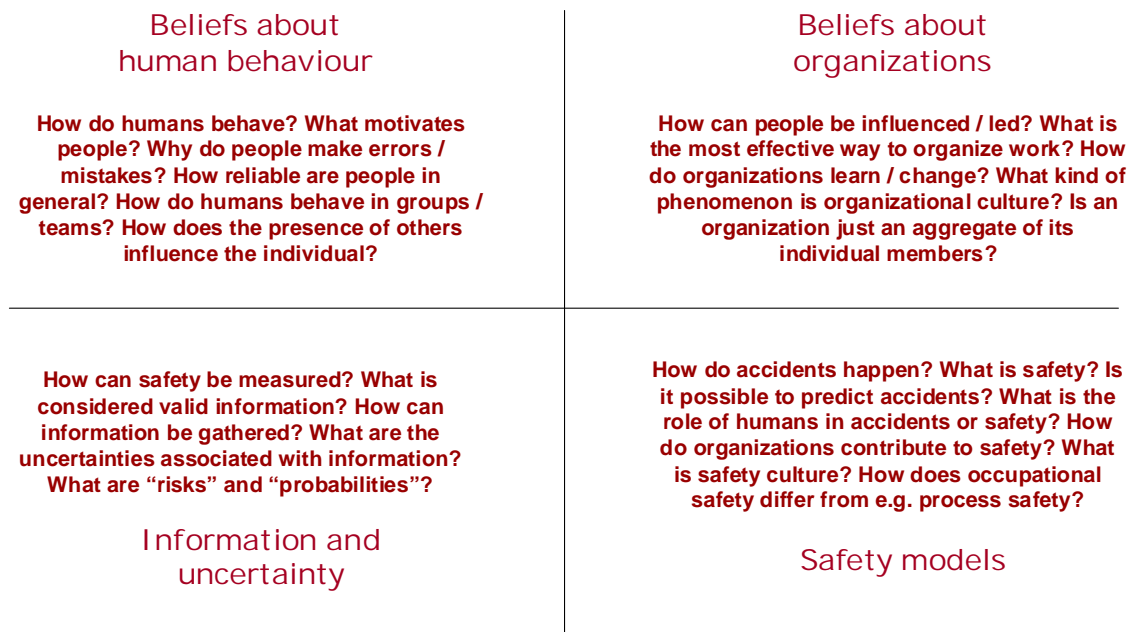 Beliefs about
human behaviour
How do humans behave? What motivates
people? Why do people make errors /
mistakes? How reliable are people in
general? How do humans behave in groups /
teams? How does the presence of others
influence the individual?
Beliefs about
organizations
How can people be influenced / led? What is
the most effective way to organize work? How
do organizations learn / change? What kind of
phenomenon is organizational culture? Is an
organization just an aggregate of its
individual members?
How can safety be measured? What is
considered valid information? How can
information be gathered? What are the
uncertainties associated with information?
What are “risks” and “probabilities”?
Information and
uncertainty
How do accidents happen? What is safety? Is
it possible to predict accidents? What is the
role of humans in accidents or safety? How
do organizations contribute to safety? What
is safety culture? How does occupational
safety differ from e.g. process safety?
Safety models